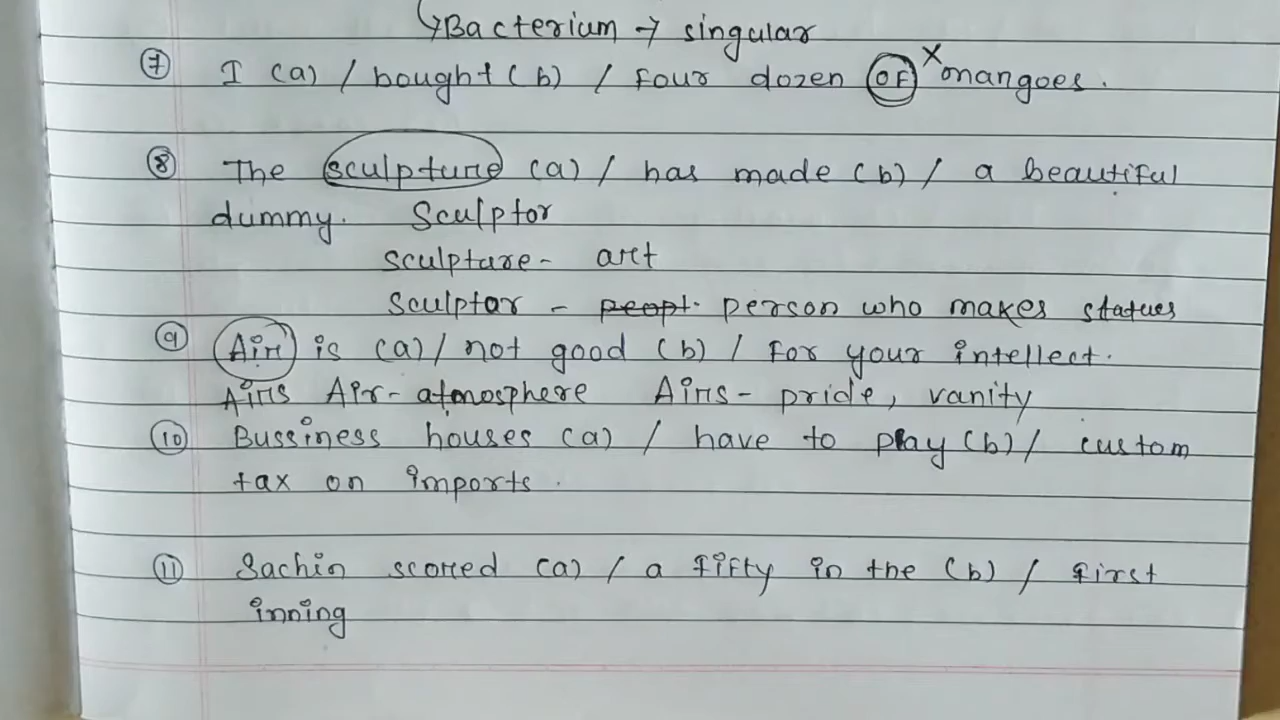 ↳Bacterium → singular
⑦ I (a) / bought (b) / four dozen of x mangoes.
⑧ The sculpture (a) / has made (b) / a beautiful
dummy. Sculptor
sculpture - art
Sculptor - peopl. person who makes statues
⑨ Air is (a) / not good (b) / for your intellect.
Airs Air - atmosphere Airs - pride, vanity
⑩ Bussiness houses (a) / have to play (b) / custom
tax on imports.
⑪ Sachin scored (a) / a fifty in the (b) / first
inning